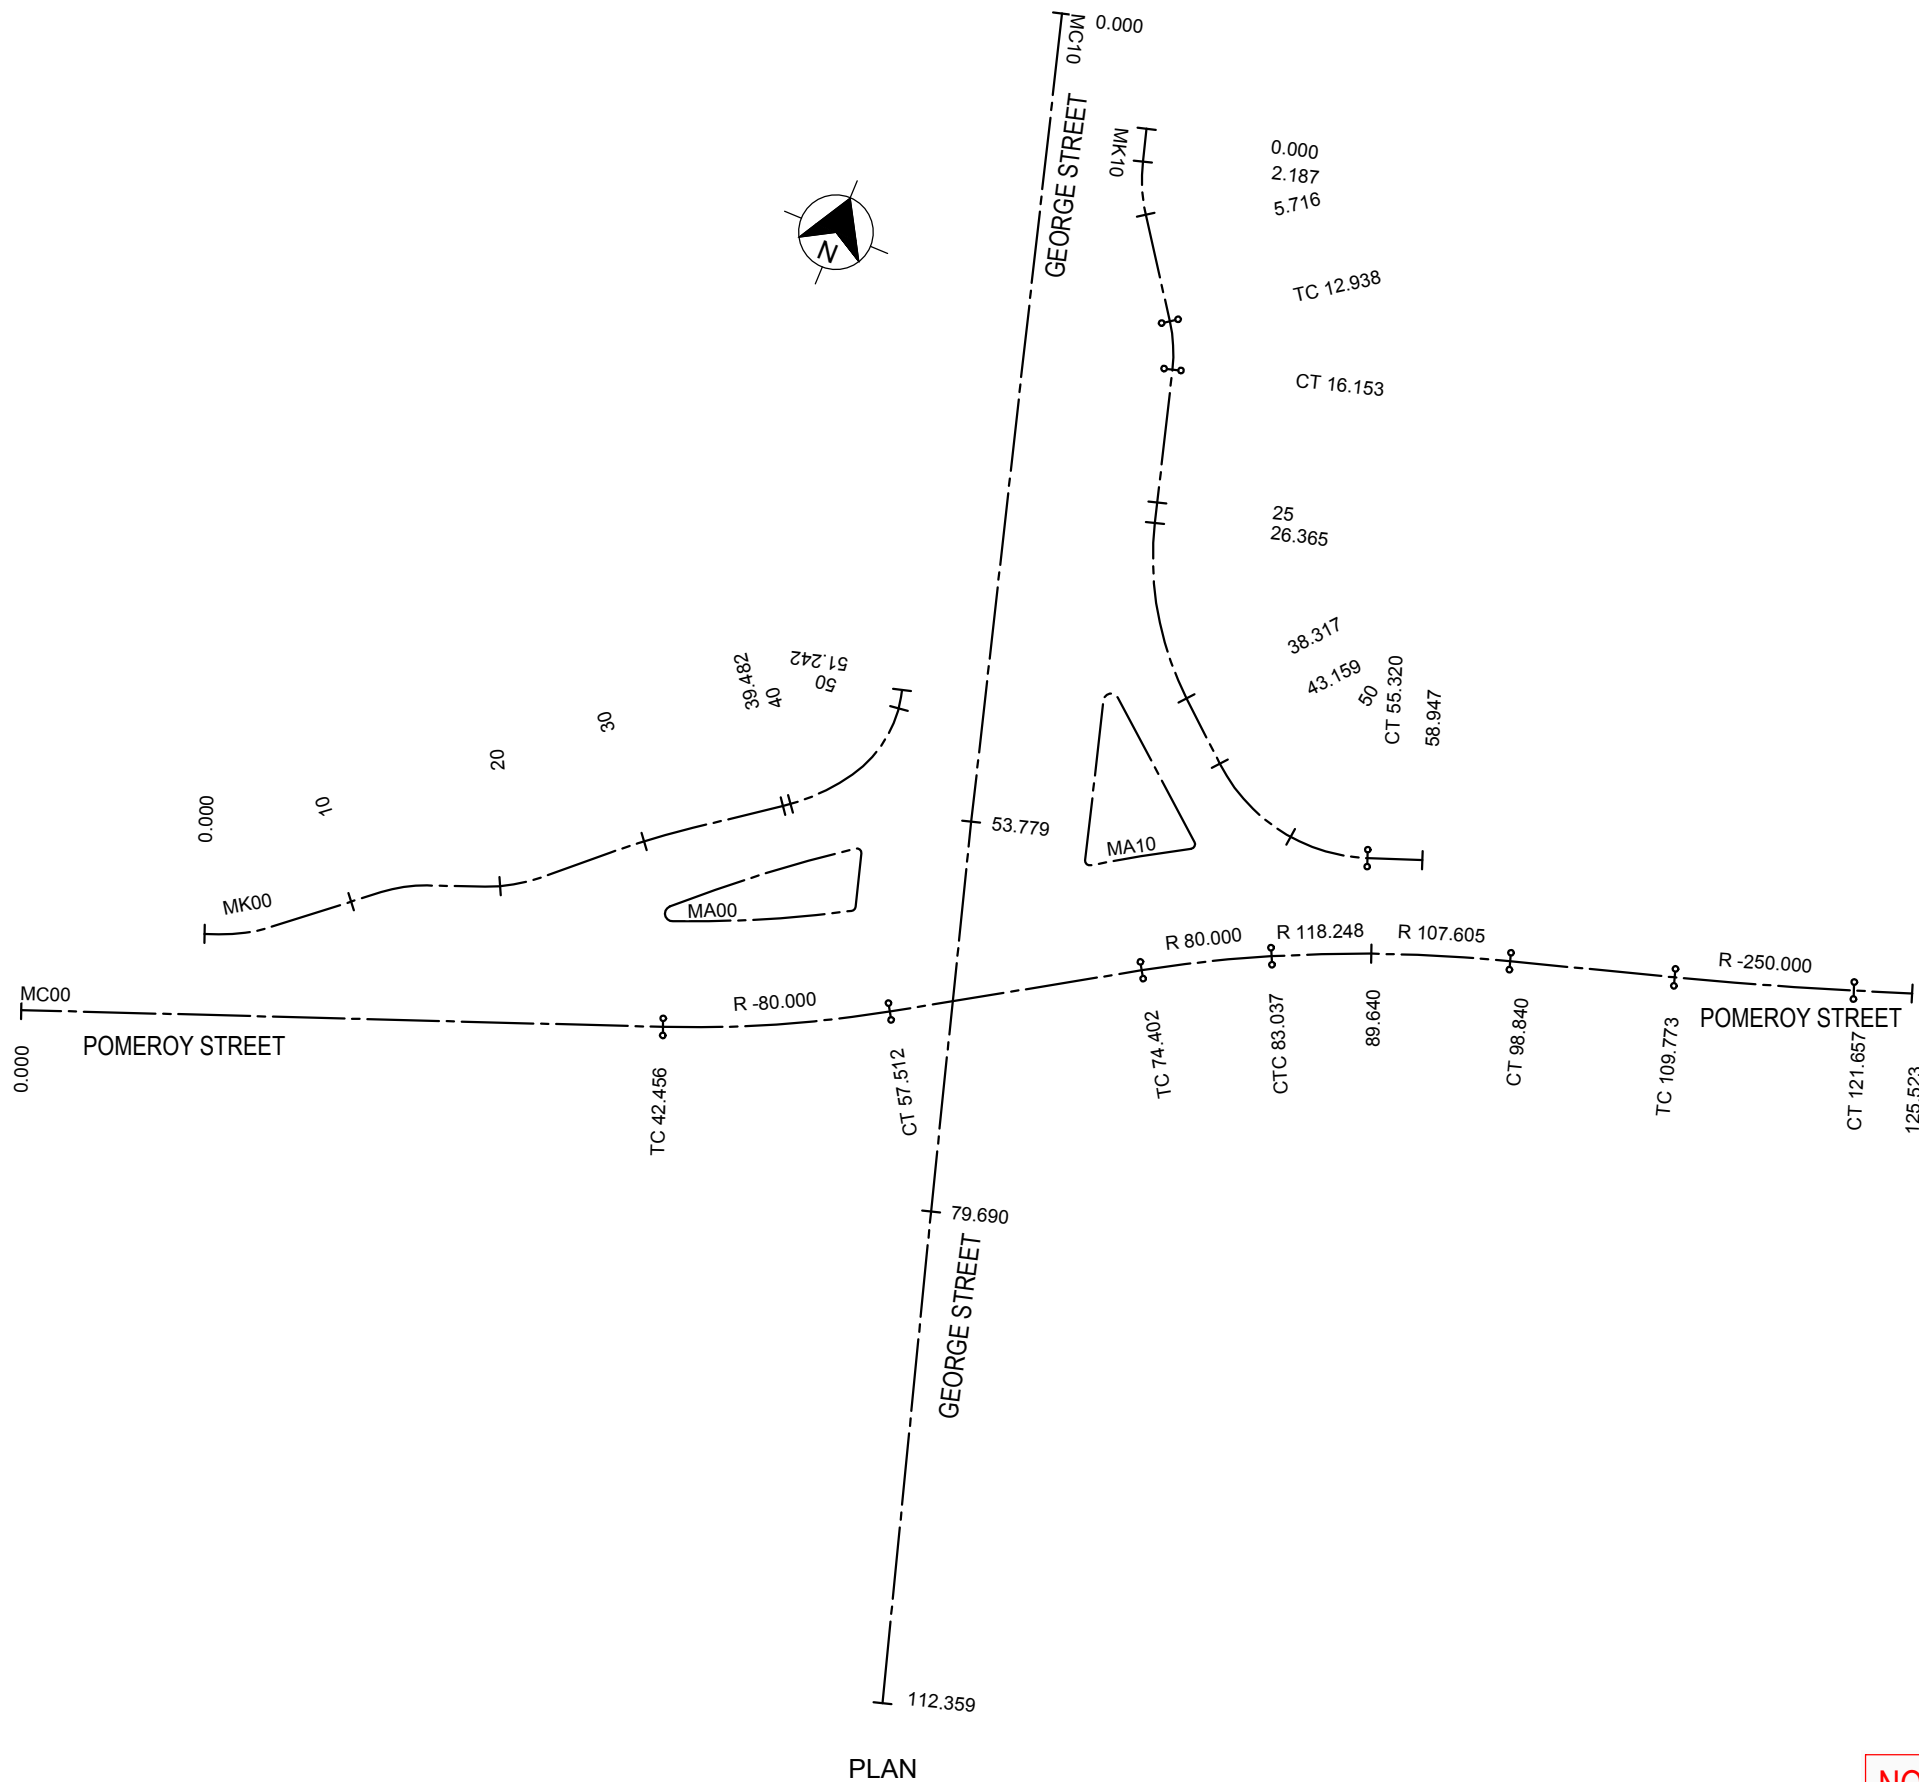 MC10
0.000
GEORGE STREET
MK10
0.000
2.187
5.716
N
TC 12.938
CT 16.153
25
26.365
38.317
43.159
50
CT 55.320
58.947
39.482
40
51.242
50
30
20
10
0.000
MK00
53.779
MA10
MA00
R 80.000
R 118.248
R 107.605
R -250.000
MC00
R -80.000
POMEROY STREET
POMEROY STREET
0.000
TC 42.456
CT 57.512
TC 74.402
CTC 83.037
89.640
CT 98.840
TC 109.773
CT 121.657
125.523
79.690
GEORGE STREET
112.359
PLAN
NO